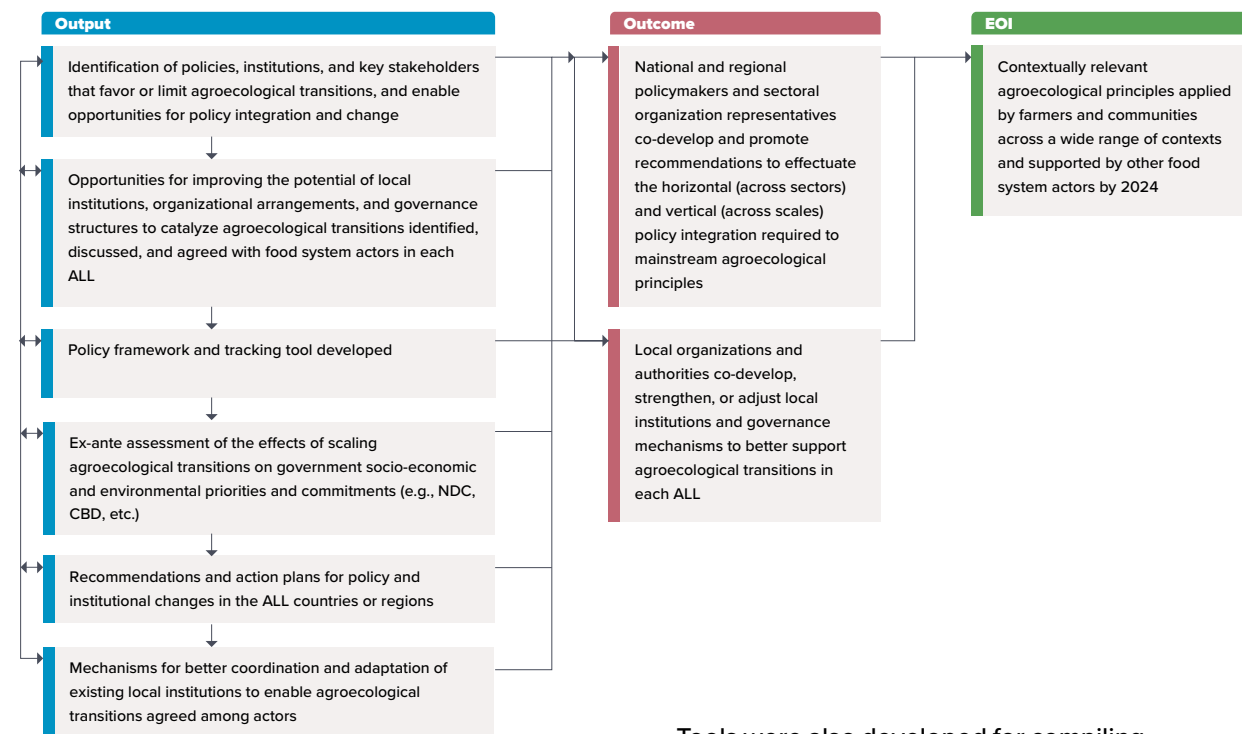 Output
Identification of policies, institutions, and key stakeholders
that favor or limit agroecological transitions, and enable
opportunities for policy integration and change
Opportunities for improving the potential of local
institutions, organizational arrangements, and governance
structures to catalyze agroecological transitions identified,
discussed, and agreed with food system actors in each
ALL
Policy framework and tracking tool developed
Ex-ante assessment of the effects of scaling
agroecological transitions on government socio-economic
and environmental priorities and commitments (e.g., NDC,
CBD, etc.)
Recommendations and action plans for policy and
institutional changes in the ALL countries or regions
Mechanisms for better coordination and adaptation of
existing local institutions to enable agroecological
transitions agreed among actors
Outcome
National and regional
policymakers and sectoral
organization representatives
co-develop and promote
recommendations to effectuate
the horizontal (across sectors)
and vertical (across scales)
policy integration required to
mainstream agroecological
principles
Local organizations and
authorities co-develop,
strengthen, or adjust local
institutions and governance
mechanisms to better support
agroecological transitions in
each ALL
EOI
Contextually relevant
agroecological principles applied
by farmers and communities
across a wide range of contexts
and supported by other food
system actors by 2024
Tools were also developed for compiling